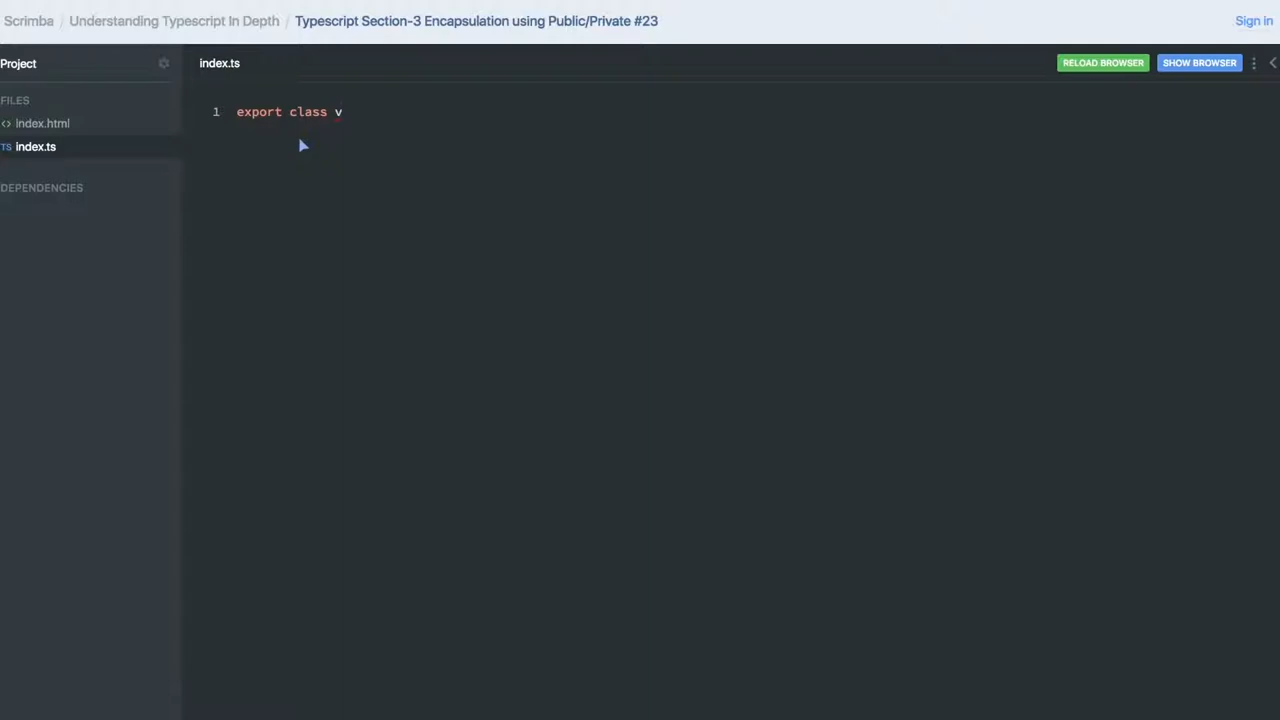 Scrimba / Understanding Typescript In Depth / Typescript Section-3 Encapsulation using Public/Private #23
Sign in
Project
index.ts
RELOAD BROWSER
SHOW BROWSER
FILES
<> index.html
TS index.ts
DEPENDENCIES
1 export class v